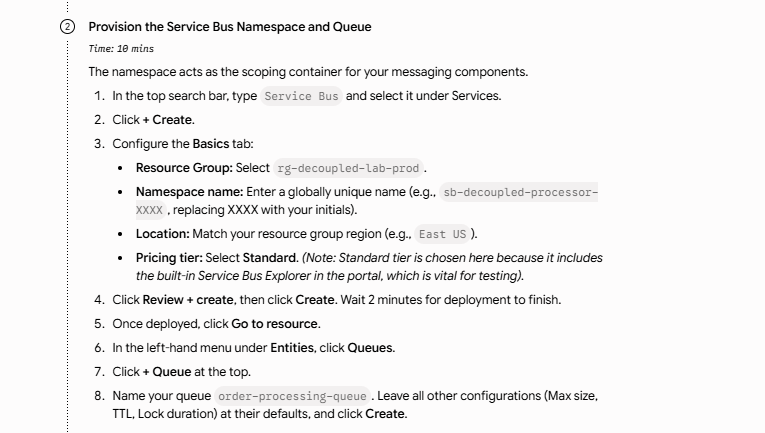 2 Provision the Service Bus Namespace and Queue
Time: 10 mins
The namespace acts as the scoping container for your messaging components.
1. In the top search bar, type Service Bus and select it under Services.
2. Click + Create.
3. Configure the Basics tab:
• Resource Group: Select rg-decoupled-lab-prod .
• Namespace name: Enter a globally unique name (e.g., sb-decoupled-processor-
XXXX , replacing XXXX with your initials).
• Location: Match your resource group region (e.g., East US ).
• Pricing tier: Select Standard. (Note: Standard tier is chosen here because it includes
the built-in Service Bus Explorer in the portal, which is vital for testing).
4. Click Review + create, then click Create. Wait 2 minutes for deployment to finish.
5. Once deployed, click Go to resource.
6. In the left-hand menu under Entities, click Queues.
7. Click + Queue at the top.
8. Name your queue order-processing-queue . Leave all other configurations (Max size,
TTL, Lock duration) at their defaults, and click Create.